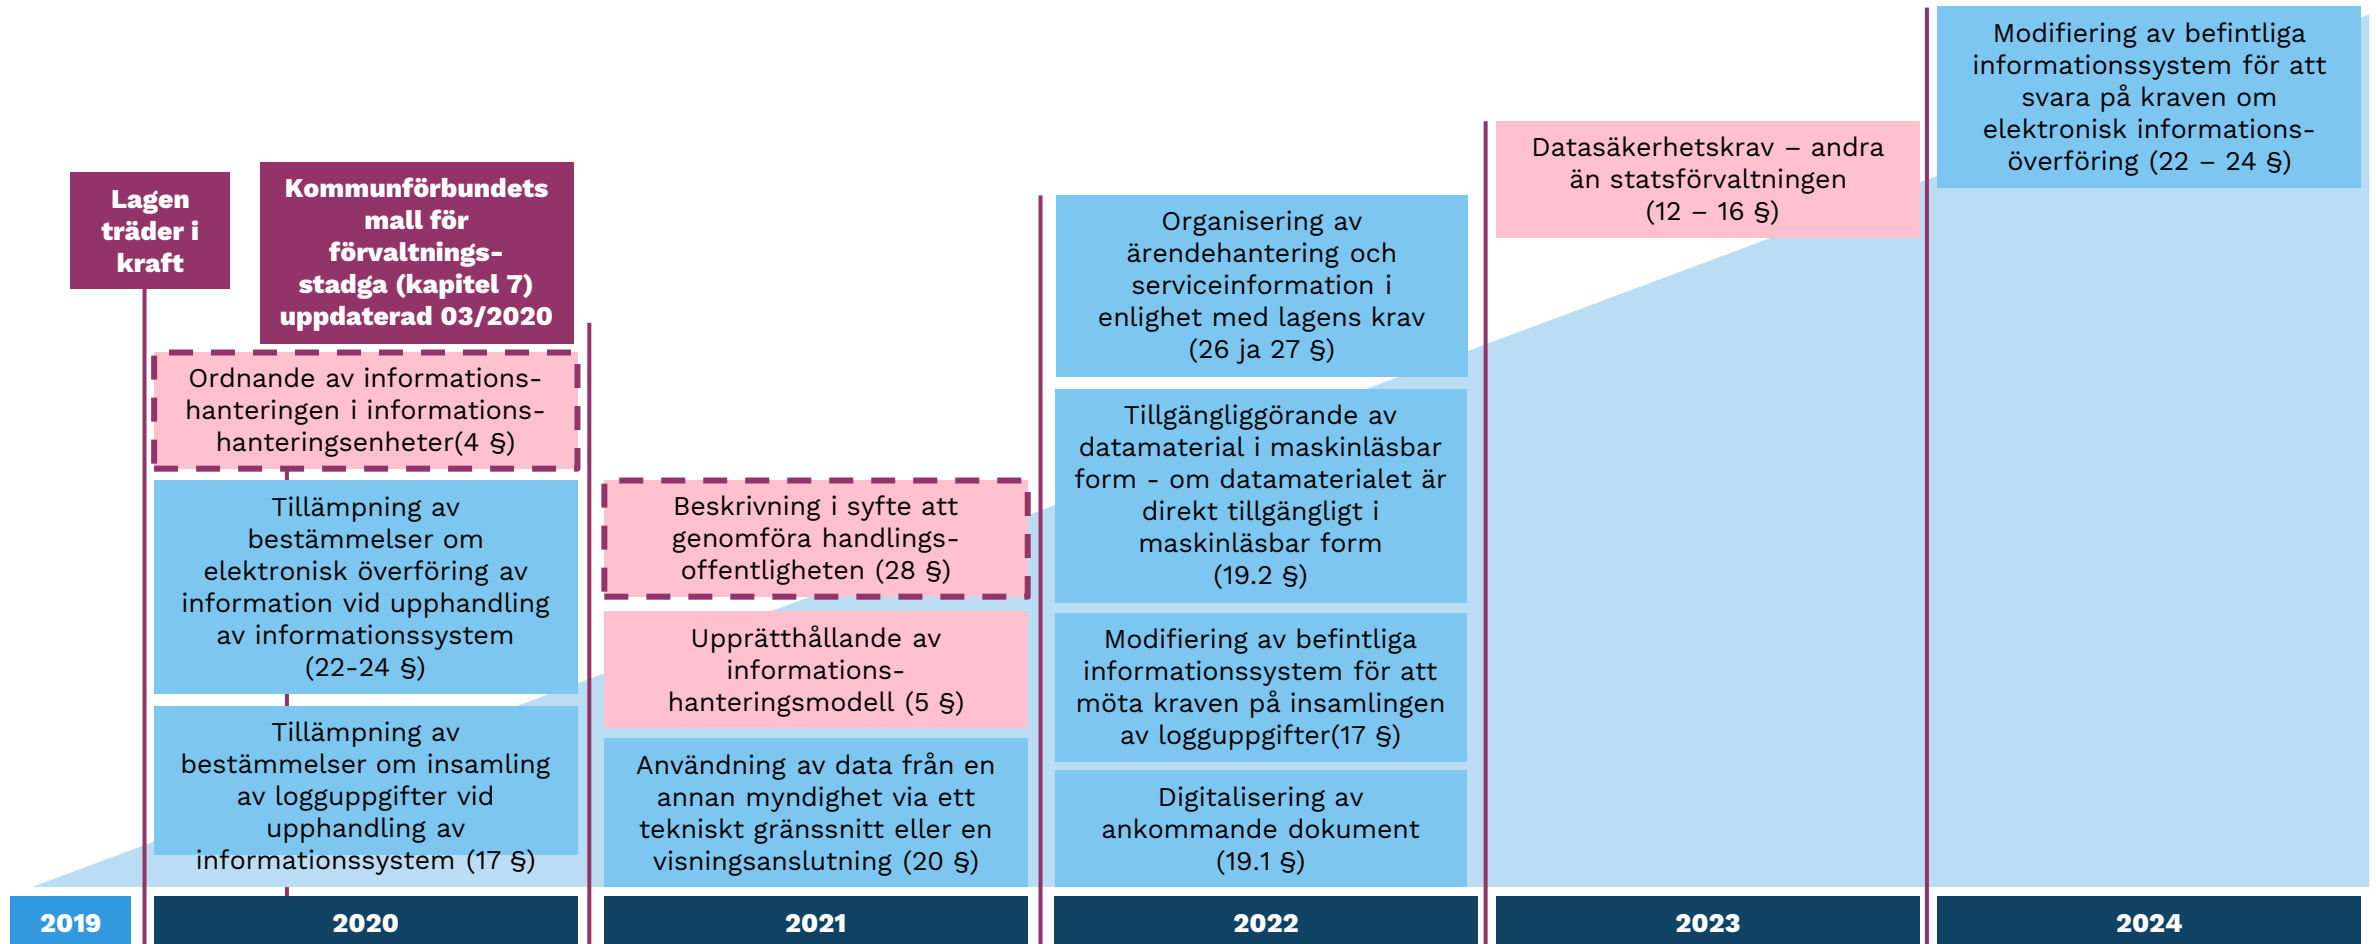 Lagen
träder i
kraft
Kommunförbundets
mall för
förvaltnings-
stadga (kapitel 7)
uppdaterad 03/2020
Ordnande av informations-
hanteringen i informations-
hanteringsenheter(4 §)
Tillämpning av
bestämmelser om
elektronisk överföring av
information vid upphandling
av informationssystem
(22-24 §)
Tillämpning av
bestämmelser om insamling
av logguppgifter vid
upphandling av
informationssystem (17 §)
Beskrivning i syfte att
genomföra handlings-
offentligheten (28 §)
Upprätthållande av
informations-
hanteringsmodell (5 §)
Användning av data från en
annan myndighet via ett
tekniskt gränssnitt eller en
visningsanslutning (20 §)
Organisering av
ärendehantering och
serviceinformation i
enlighet med lagens krav
(26 ja 27 §)
Tillgängliggörande av
datamaterial i maskinläsbar
form - om datamaterialet är
direkt tillgängligt i
maskinläsbar form
(19.2 §)
Modifiering av befintliga
informationssystem för att
möta kraven på insamlingen
av logguppgifter(17 §)
Digitalisering av
ankommande dokument
(19.1 §)
Datasäkerhetskrav – andra
än statsförvaltningen
(12 – 16 §)
Modifiering av befintliga
informationssystem för att
svara på kraven om
elektronisk informations-
överföring (22 – 24 §)
2019
2020
2021
2022
2023
2024